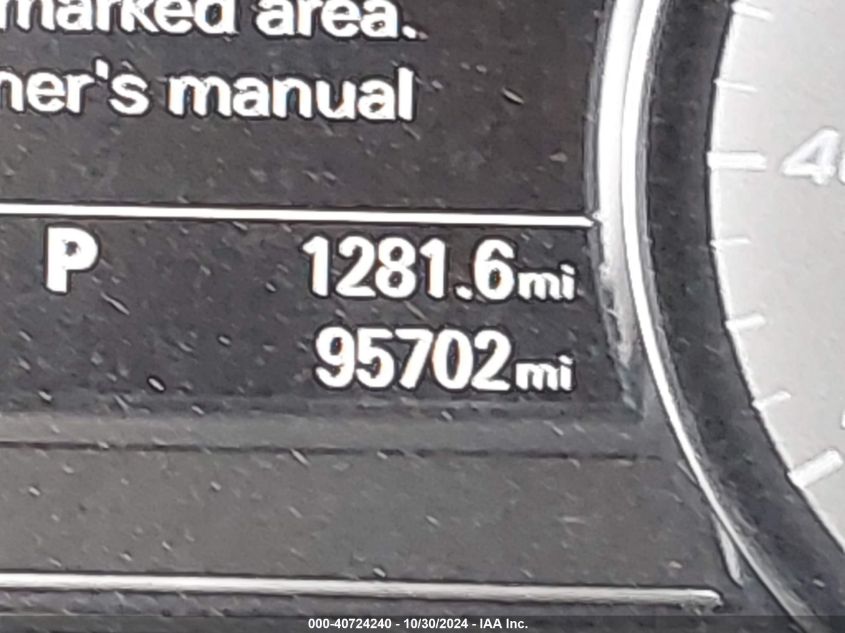 marked area.
ner's manual
P 1281.6mi
95702mi
000-40724240 - 10/30/2024 - IAA Inc.